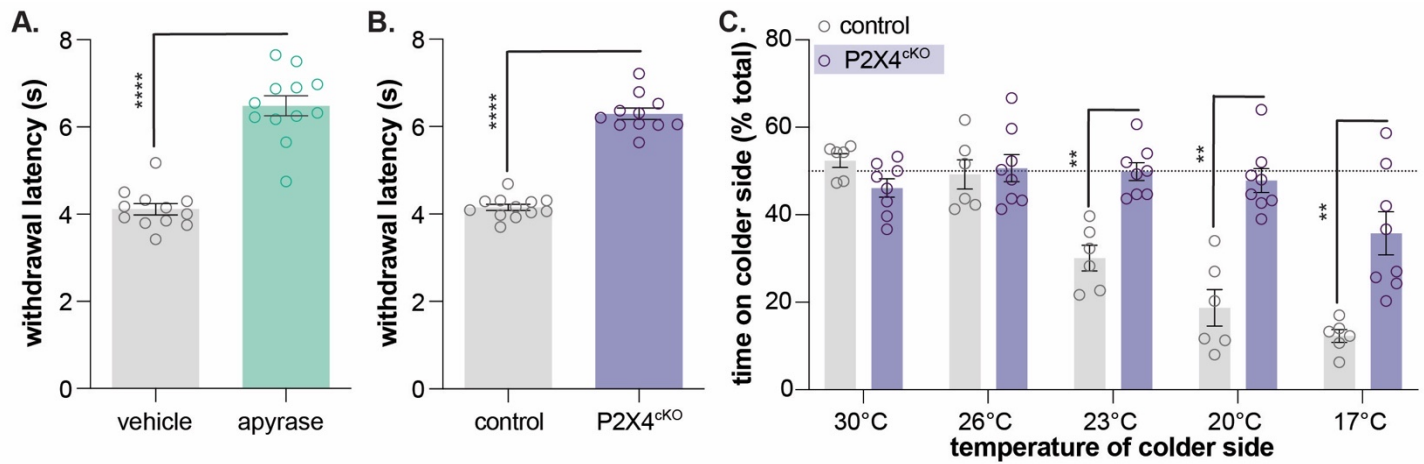 A.
withdrawal latency (s)
8
6
4
2
0
****
vehicle
apyrase
B.
withdrawal latency (s)
8
6
4
2
0
****
control
P2X4cKO
C.
time on colder side (% total)
80
60
40
20
0
control
P2X4cKO
**
**
**
30°C
26°C
23°C
20°C
17°C
temperature of colder side